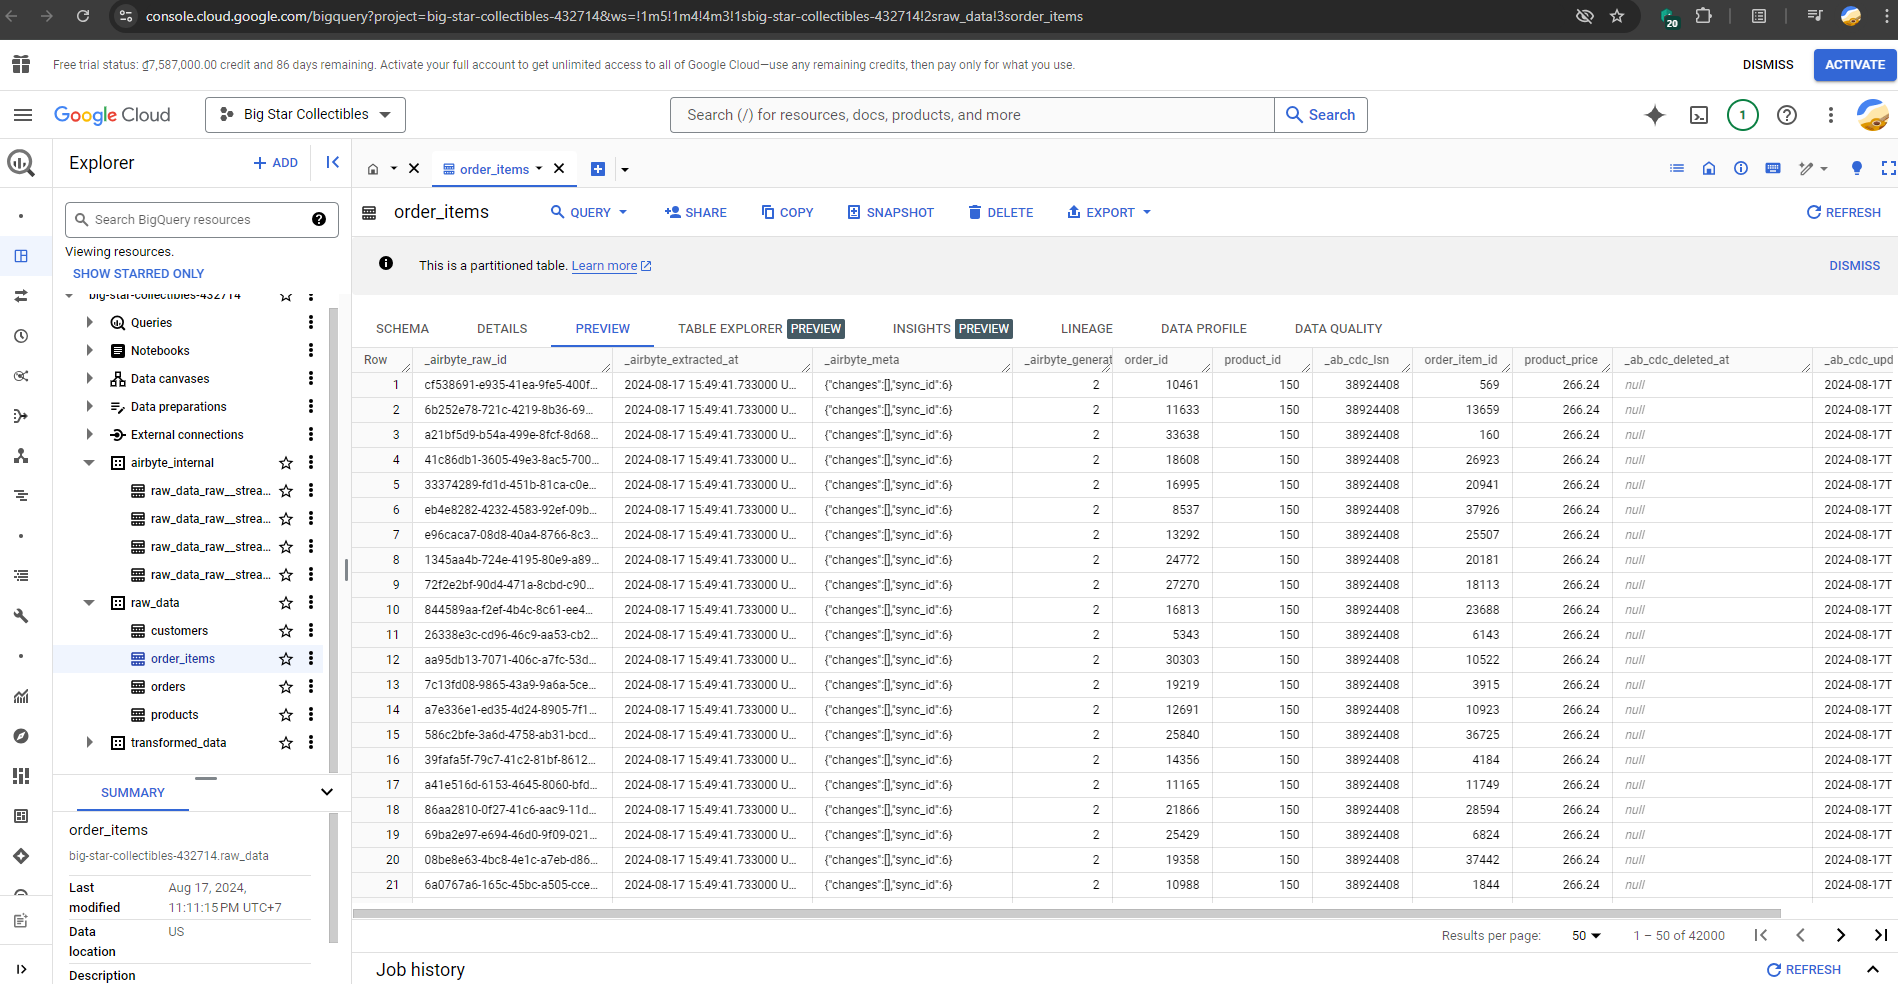 console.cloud.google.com/bigquery?project=big-star-collectibles-432714&ws=!1m5!1m4!4m3!1sbig-star-collectibles-432714!2sraw_data!3sorder_items
20
Free trial status: ₫7,587,000.00 credit and 86 days remaining. Activate your full account to get unlimited access to all of Google Cloud—use any remaining credits, then pay only for what you use.
DISMISS
ACTIVATE
Google Cloud
Big Star Collectibles
Search (/) for resources, docs, products, and more
Search
1
Explorer
+ ADD
order_items
Search BigQuery resources
Viewing resources.
SHOW STARRED ONLY
big-star-collectibles-432714
Queries
Notebooks
Data canvases
Data preparations
External connections
airbyte_internal
raw_data_raw__strea...
raw_data_raw__strea...
raw_data_raw__strea...
raw_data_raw__strea...
raw_data
customers
order_items
orders
products
transformed_data
SUMMARY
order_items
big-star-collectibles-432714.raw_data
Last modified Aug 17, 2024, 11:11:15 PM UTC+7
Data location US
Description
order_items
QUERY
SHARE
COPY
SNAPSHOT
DELETE
EXPORT
REFRESH
This is a partitioned table. Learn more
DISMISS
SCHEMA DETAILS PREVIEW TABLE EXPLORER PREVIEW INSIGHTS PREVIEW LINEAGE DATA PROFILE DATA QUALITY
Row _airbyte_raw_id _airbyte_extracted_at _airbyte_meta _airbyte_generat order_id product_id _ab_cdc_lsn order_item_id product_price _ab_cdc_deleted_at _ab_cdc_upd
1 cf538691-e935-41ea-9fe5-400f... 2024-08-17 15:49:41.733000 U... {"changes":[],"sync_id":6} 2 10461 150 38924408 569 266.24 null 2024-08-17T
2 6b252e78-721c-4219-8b36-69... 2024-08-17 15:49:41.733000 U... {"changes":[],"sync_id":6} 2 11633 150 38924408 13659 266.24 null 2024-08-17T
3 a21bf5d9-b54a-499e-8fcf-8d68... 2024-08-17 15:49:41.733000 U... {"changes":[],"sync_id":6} 2 33638 150 38924408 160 266.24 null 2024-08-17T
4 41c86db1-3605-49e3-8ac5-700... 2024-08-17 15:49:41.733000 U... {"changes":[],"sync_id":6} 2 18608 150 38924408 26923 266.24 null 2024-08-17T
5 33374289-fd1d-451b-81ca-c0e... 2024-08-17 15:49:41.733000 U... {"changes":[],"sync_id":6} 2 16995 150 38924408 20941 266.24 null 2024-08-17T
6 eb4e8282-4232-4583-92ef-09b... 2024-08-17 15:49:41.733000 U... {"changes":[],"sync_id":6} 2 8537 150 38924408 37926 266.24 null 2024-08-17T
7 e96caca7-08d8-40a4-8766-8c3... 2024-08-17 15:49:41.733000 U... {"changes":[],"sync_id":6} 2 13292 150 38924408 25507 266.24 null 2024-08-17T
8 1345aa4b-724e-4195-80e9-a89... 2024-08-17 15:49:41.733000 U... {"changes":[],"sync_id":6} 2 24772 150 38924408 20181 266.24 null 2024-08-17T
9 72f2e2bf-90d4-471a-8cbd-c90... 2024-08-17 15:49:41.733000 U... {"changes":[],"sync_id":6} 2 27270 150 38924408 18113 266.24 null 2024-08-17T
10 844589aa-f2ef-4b4c-8c61-ee4... 2024-08-17 15:49:41.733000 U... {"changes":[],"sync_id":6} 2 16813 150 38924408 23688 266.24 null 2024-08-17T
11 26338e3c-cd96-46c9-aa53-cb2... 2024-08-17 15:49:41.733000 U... {"changes":[],"sync_id":6} 2 5343 150 38924408 6143 266.24 null 2024-08-17T
12 aa95db13-7071-406c-a7fc-53d... 2024-08-17 15:49:41.733000 U... {"changes":[],"sync_id":6} 2 30303 150 38924408 10522 266.24 null 2024-08-17T
13 7c13fd08-9865-43a9-9a6a-5ce... 2024-08-17 15:49:41.733000 U... {"changes":[],"sync_id":6} 2 19219 150 38924408 3915 266.24 null 2024-08-17T
14 a7e336e1-ed35-4d24-8905-7f1... 2024-08-17 15:49:41.733000 U... {"changes":[],"sync_id":6} 2 12691 150 38924408 10923 266.24 null 2024-08-17T
15 586c2bfe-3a6d-4758-ab31-bcd... 2024-08-17 15:49:41.733000 U... {"changes":[],"sync_id":6} 2 25840 150 38924408 36725 266.24 null 2024-08-17T
16 39fafa5f-79c7-41c2-81bf-8612... 2024-08-17 15:49:41.733000 U... {"changes":[],"sync_id":6} 2 14356 150 38924408 4184 266.24 null 2024-08-17T
17 a41e516d-6153-4645-8060-bfd... 2024-08-17 15:49:41.733000 U... {"changes":[],"sync_id":6} 2 11165 150 38924408 11749 266.24 null 2024-08-17T
18 86aa2810-0f27-41c6-aac9-11d... 2024-08-17 15:49:41.733000 U... {"changes":[],"sync_id":6} 2 21866 150 38924408 28594 266.24 null 2024-08-17T
19 69ba2e97-e694-46d0-9f09-021... 2024-08-17 15:49:41.733000 U... {"changes":[],"sync_id":6} 2 25429 150 38924408 6824 266.24 null 2024-08-17T
20 08be8e63-4bc8-4e1c-a7eb-d86... 2024-08-17 15:49:41.733000 U... {"changes":[],"sync_id":6} 2 19358 150 38924408 37442 266.24 null 2024-08-17T
21 6a0767a6-165c-45bc-a505-cce... 2024-08-17 15:49:41.733000 U... {"changes":[],"sync_id":6} 2 10988 150 38924408 1844 266.24 null 2024-08-17T
Results per page: 50 1 – 50 of 42000
Job history
REFRESH